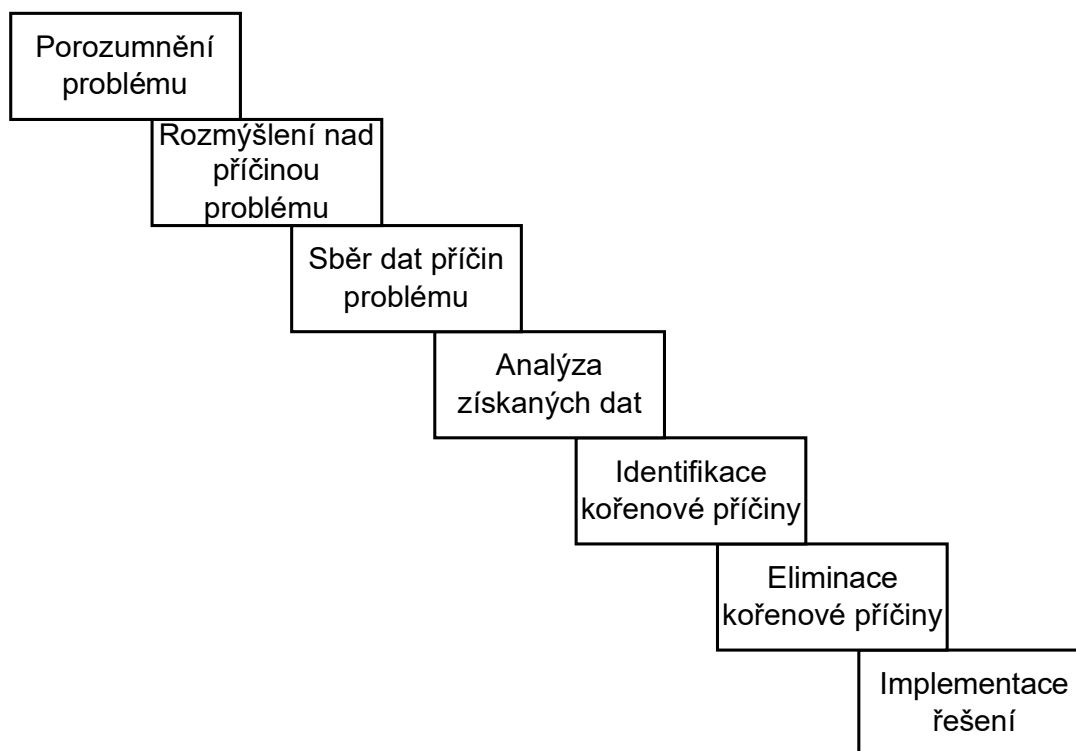 Porozumnění
problému
Rozmýšlení nad
příčinou
problému
Sběr dat příčin
problému
Analýza
získaných dat
Identifikace
kořenové příčiny
Eliminace
kořenové příčiny
Implementace
řešení